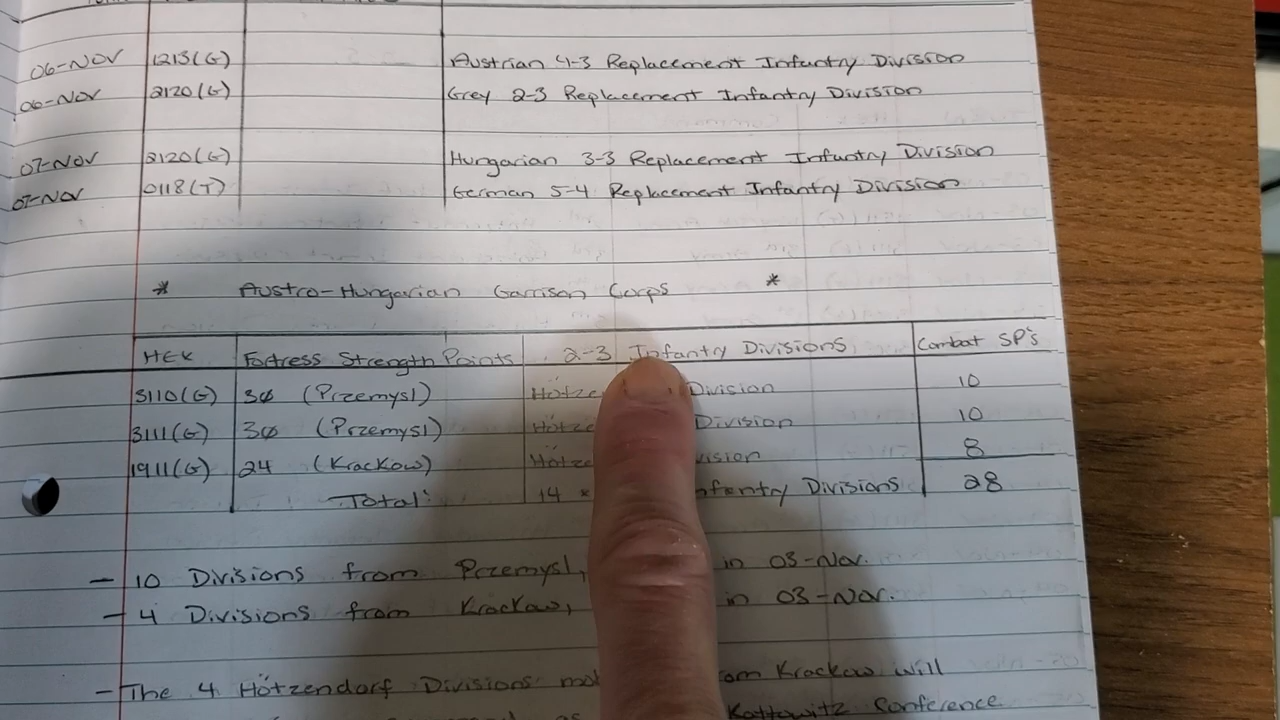 06-NOV 1213(G) Austrian 4-3 Replacement Infantry Division
06-NOV 2120(G) Grey 2-3 Replacement Infantry Division
07-NOV 2120(G) Hungarian 3-3 Replacement Infantry Division
07-NOV 0118(T) German 5-4 Replacement Infantry Division
* Austro-Hungarian Garrison Corps *
HEX Fortress Strength Points 2-3 Infantry Divisions Combat SP's
3110(G) 30 (Przemysl) Division 10
3111(G) 30 (Przemysl) Division 10
1911(G) 24 (Krackow) 8
Total: 14 * Divisions 28
- 10 Divisions from Przemysl, in 03-Nov.
- 4 Divisions from Krackow, in 03-Nov.
- The 4 Hötzendorf Divisions Krackow will
Kattowitz Conference